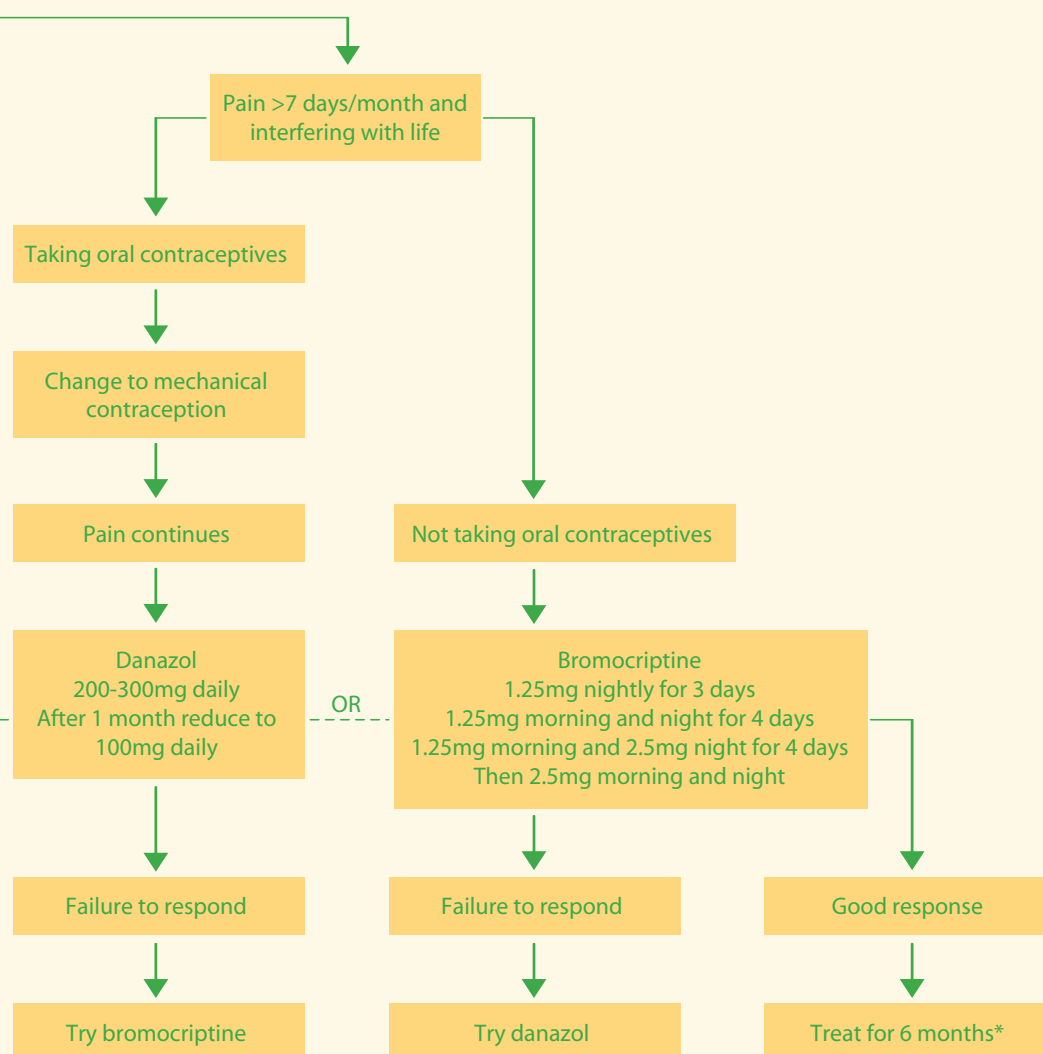 Pain >7 days/month and
interfering with life
Taking oral contraceptives
Change to mechanical
contraception
Pain continues
Not taking oral contraceptives
Danazol
200-300mg daily
After 1 month reduce to
100mg daily
OR
Bromocriptine
1.25mg nightly for 3 days
1.25mg morning and night for 4 days
1.25mg morning and 2.5mg night for 4 days
Then 2.5mg morning and night
Failure to respond
Failure to respond
Good response
Try bromocriptine
Try danazol
Treat for 6 months*